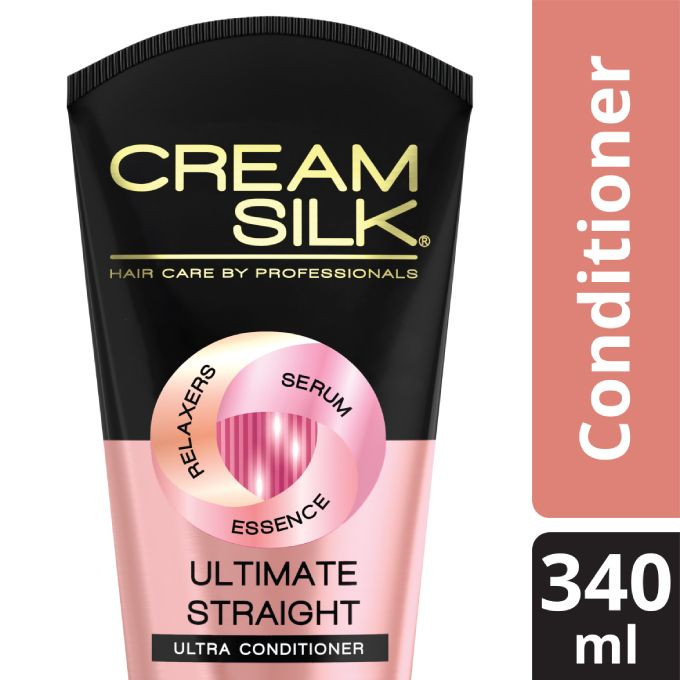 CREAM
SILK®
HAIR CARE BY PROFESSIONALS
RELAXERS
SERUM
ESSENCE
ULTIMATE
STRAIGHT
ULTRA CONDITIONER
Conditioner
340
ml